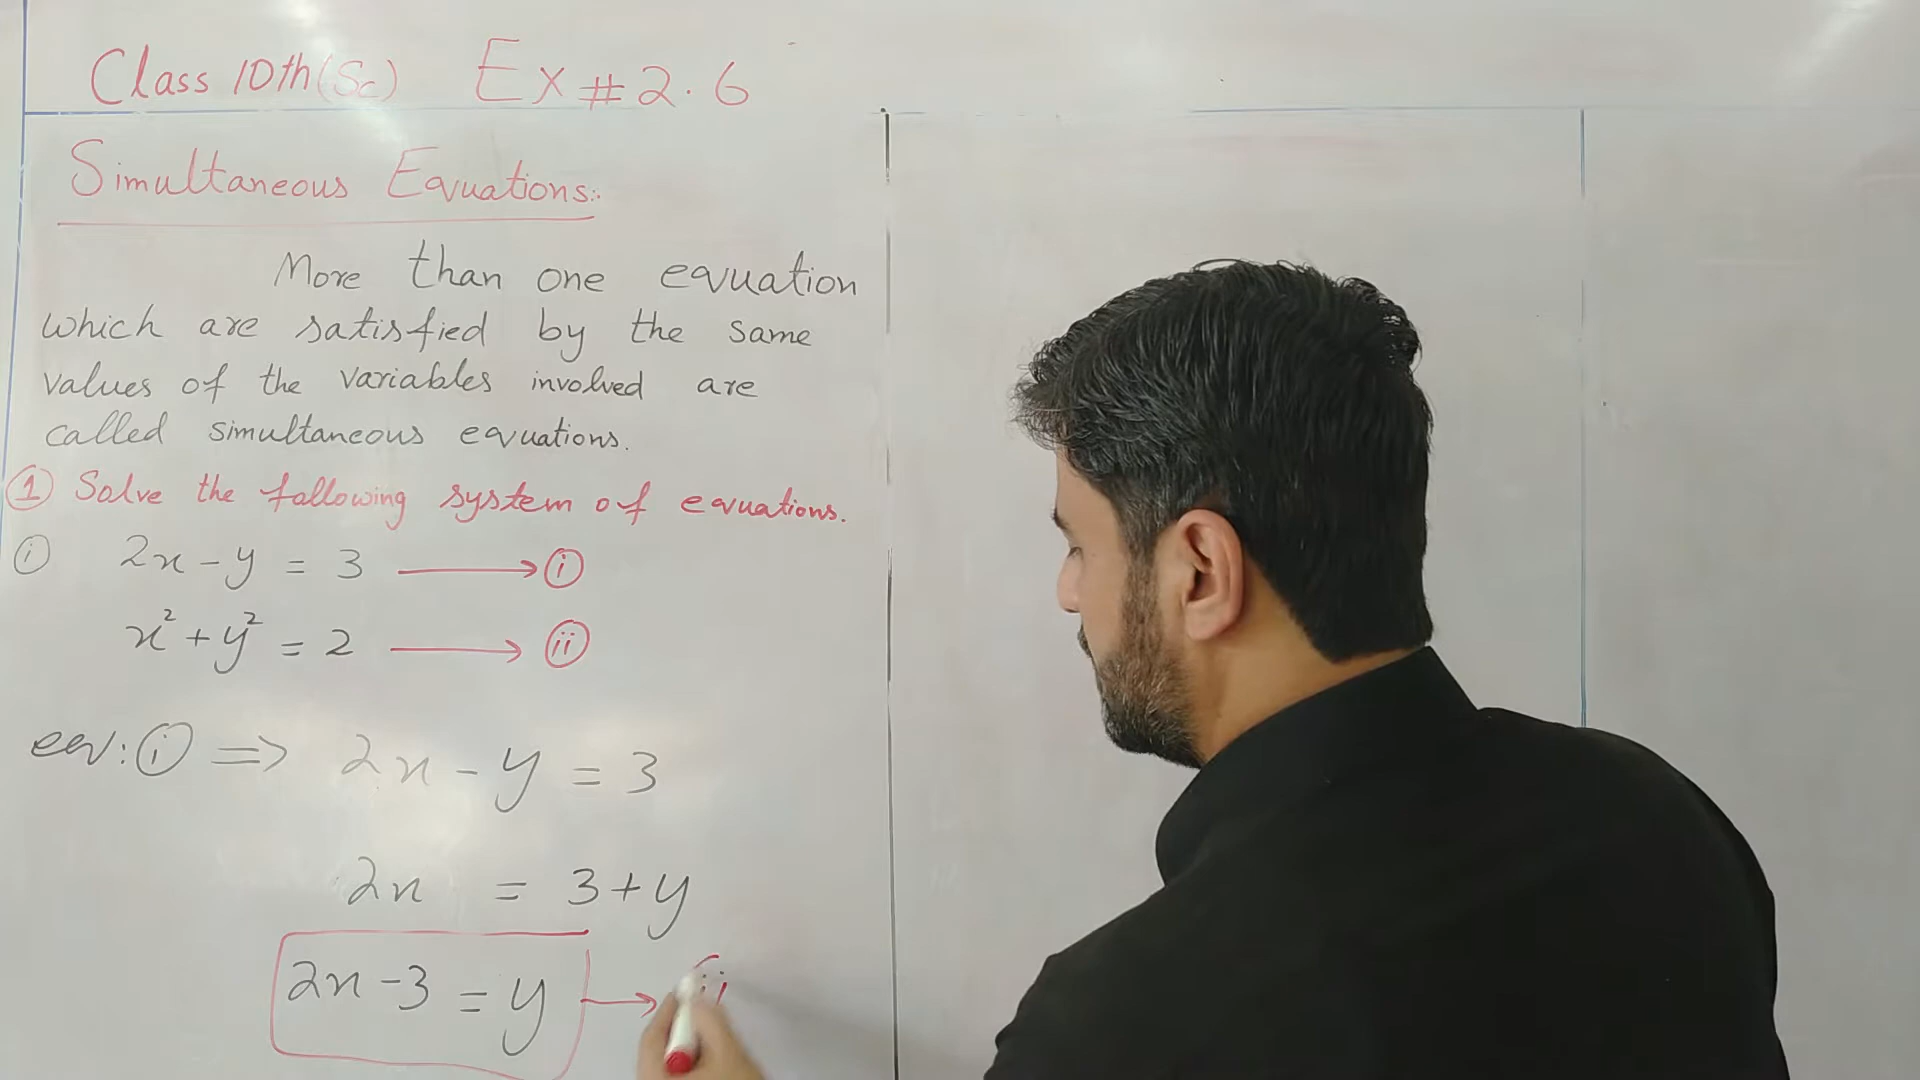 Class 10th (Sc) Ex # 2.6
Simultaneous Equations:
More than one equation
which are satisfied by the same
values of the variables involved are
called simultaneous equations.
① Solve the following system of equations.
ⓘ 2x - y = 3 ⟶ ⓘ
x² + y² = 2 ⟶ (ii)
eq: ⓘ ⇒ 2x - y = 3
2x = 3 + y
2x - 3 = y →